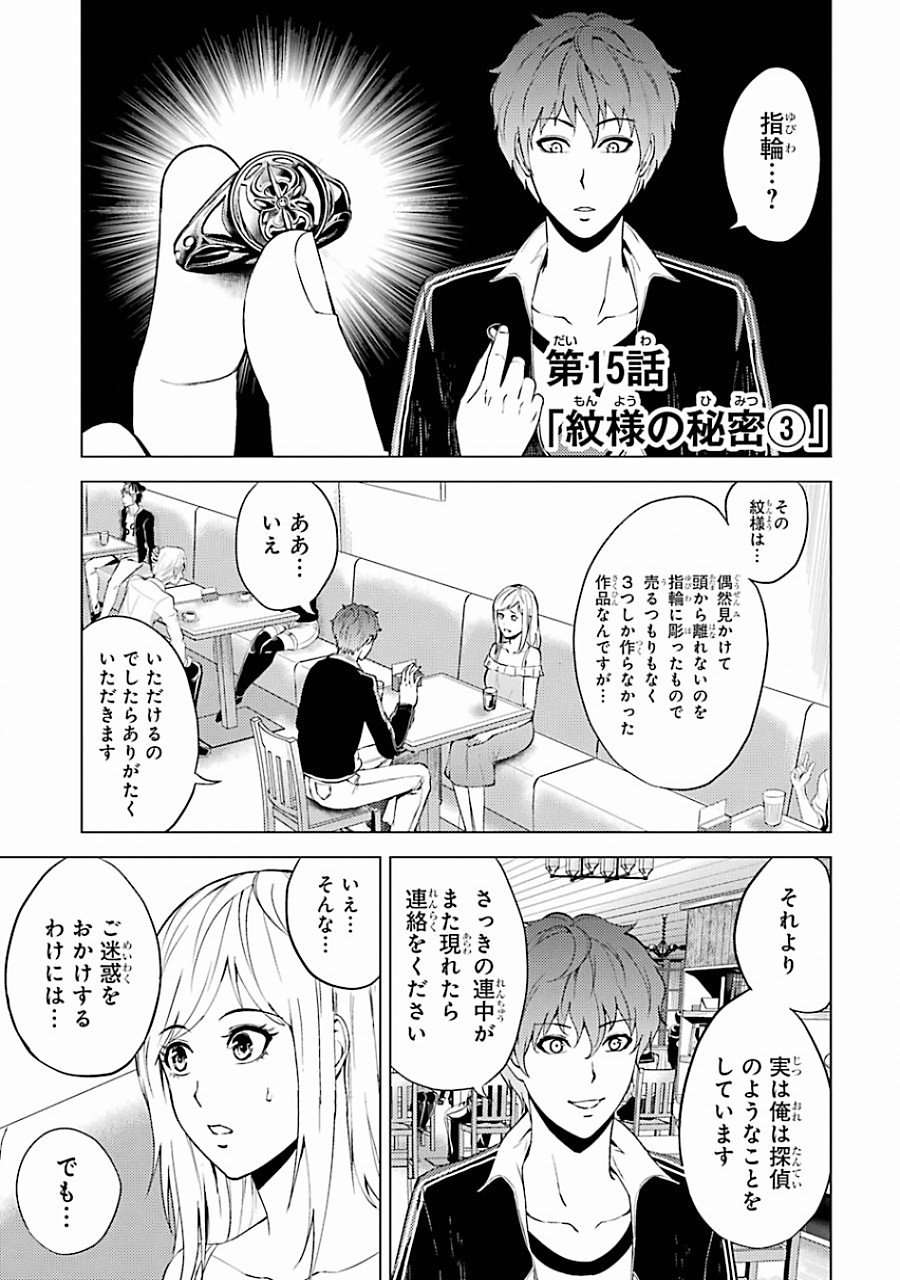 指輪…?
第15話
「紋様の秘密③」
その
紋様は…
偶然見かけて
頭から離れないのを
指輪に彫ったもので
売るつもりもなく
3つしか作らなかった
作品なんですが…
ああ…
いえ
いただけるの
でしたらありがたく
いただきます
それより
実は俺は探偵
のようなことを
しています
さっきの連中が
また現れたら
連絡をください
いえ…
そんな…
ご迷惑を
おかけする
わけには…
でも…